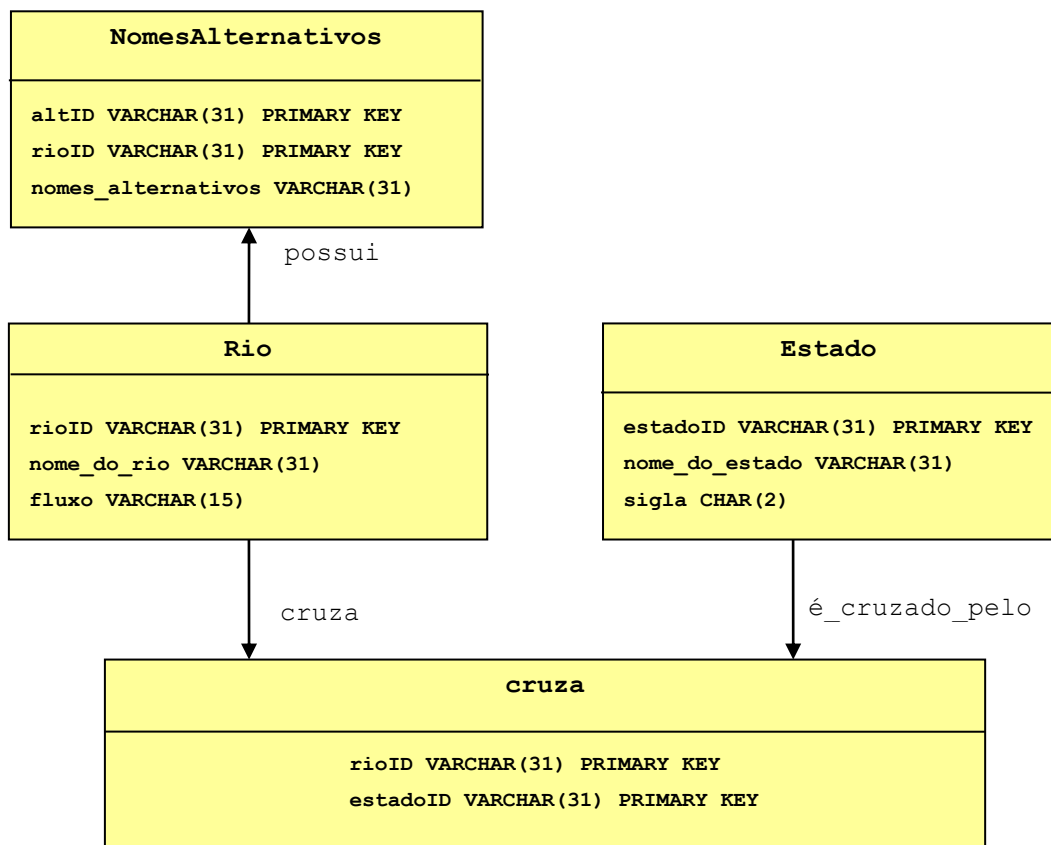 NomesAlternativos
altID VARCHAR(31) PRIMARY KEY
rioID VARCHAR(31) PRIMARY KEY
nomes_alternativos VARCHAR(31)
possui
Rio
rioID VARCHAR(31) PRIMARY KEY
nome_do_rio VARCHAR(31)
fluxo VARCHAR(15)
Estado
estadoID VARCHAR(31) PRIMARY KEY
nome_do_estado VARCHAR(31)
sigla CHAR(2)
cruza
é_cruzado_pelo
cruza
rioID VARCHAR(31) PRIMARY KEY
estadoID VARCHAR(31) PRIMARY KEY